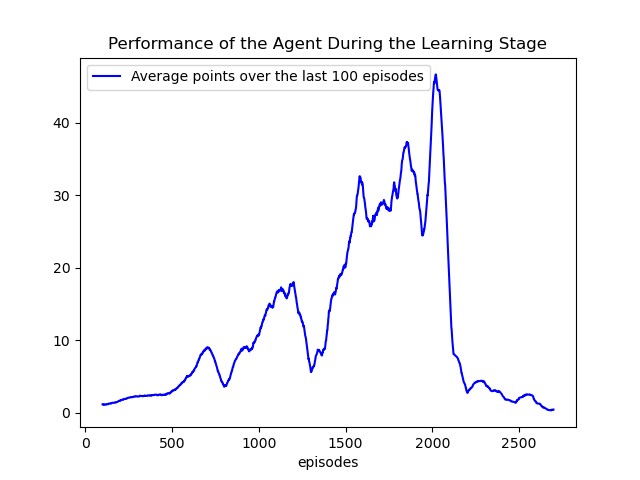 Performance of the Agent During the Learning Stage
Average points over the last 100 episodes
40
30
20
10
0
0 500 1000 1500 2000 2500
episodes